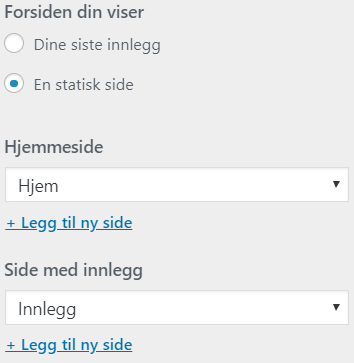 Forsiden din viser
Dine siste innlegg
En statisk side
Hjemmeside
Hjem
+ Legg til ny side
Side med innlegg
Innlegg
+ Legg til ny side